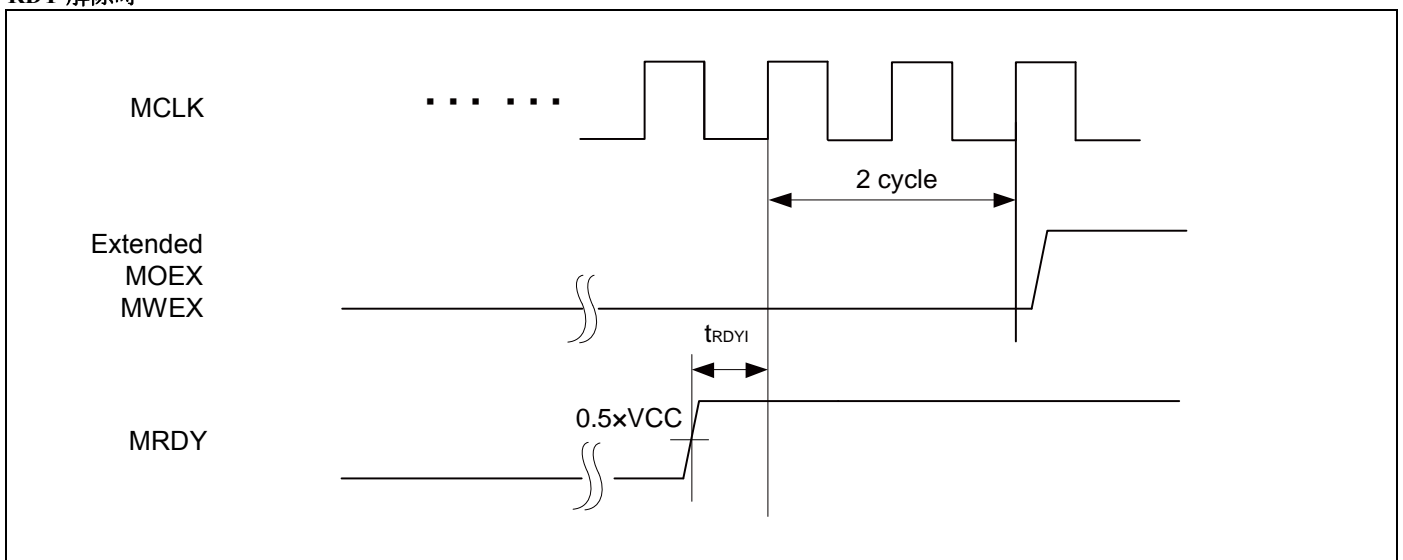 MCLK
... ...
2 cycle
Extended
MOEX
MWEX
tRDYI
0.5×VCC
MRDY